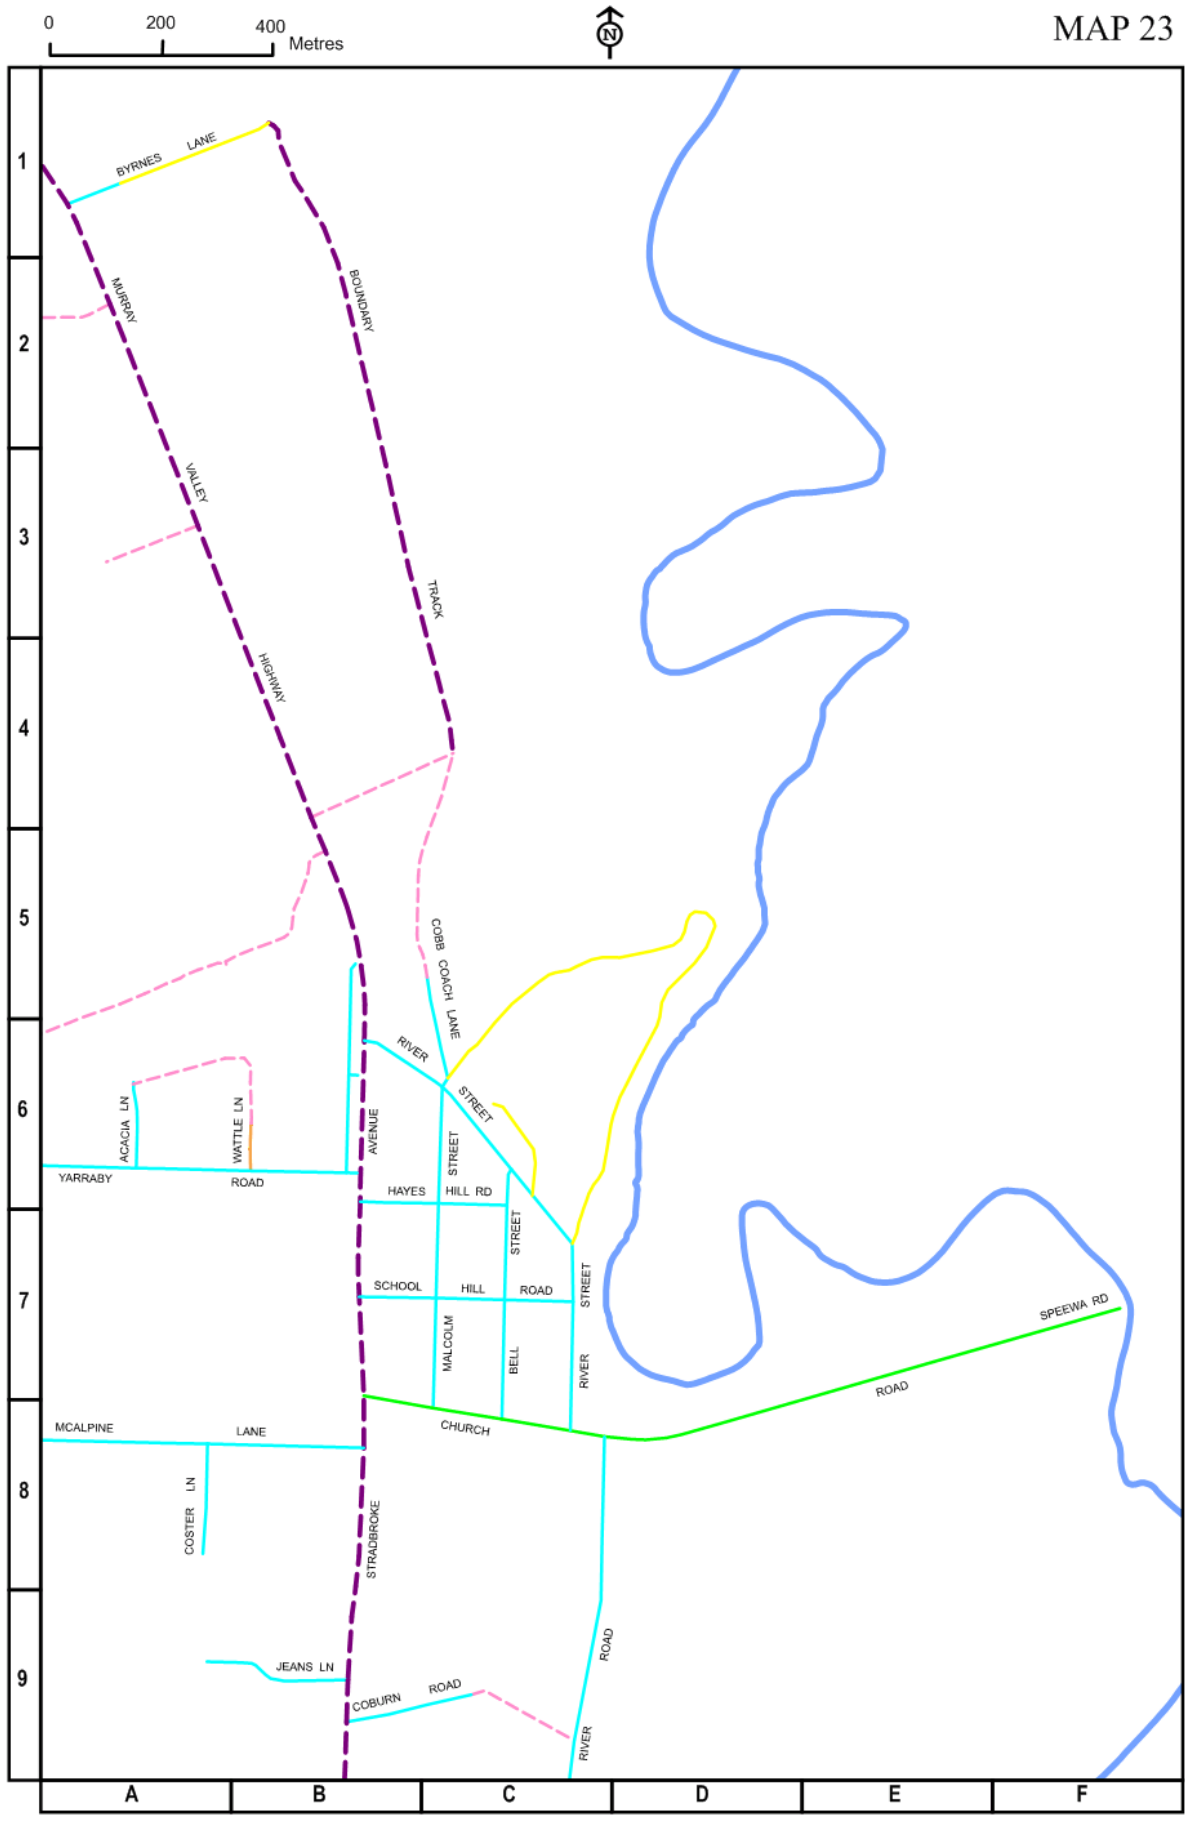 0 200 400 Metres
N
MAP 23
1
BYRNES LANE
2
MURRAY
BOUNDARY
VALLEY
3
TRACK
HIGHWAY
4
5
COBB COACH LANE
RIVER
STREET
6
ACACIA LN
WATTLE LN
AVENUE
STREET
YARRABY ROAD
HAYES HILL RD
STREET
7
SCHOOL HILL ROAD
STREET
SPEEWA RD
MALCOLM
BELL
RIVER
ROAD
CHURCH
MCALPINE LANE
8
COSTER LN
STRADBROKE
ROAD
9
JEANS LN
COBURN ROAD
RIVER
A B C D E F